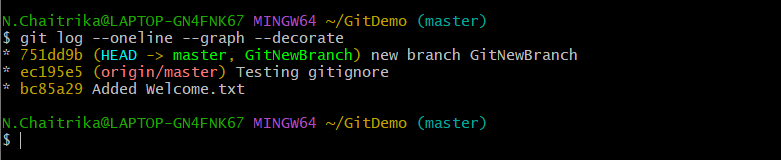 N.Chaitrika@LAPTOP-GN4FNK67 MINGW64 ~/GitDemo (master)
$ git log --oneline --graph --decorate
* 751dd9b (HEAD -> master, GitNewBranch) new branch GitNewBranch
* ec195e5 (origin/master) Testing gitignore
* bc85a29 Added Welcome.txt
N.Chaitrika@LAPTOP-GN4FNK67 MINGW64 ~/GitDemo (master)
$